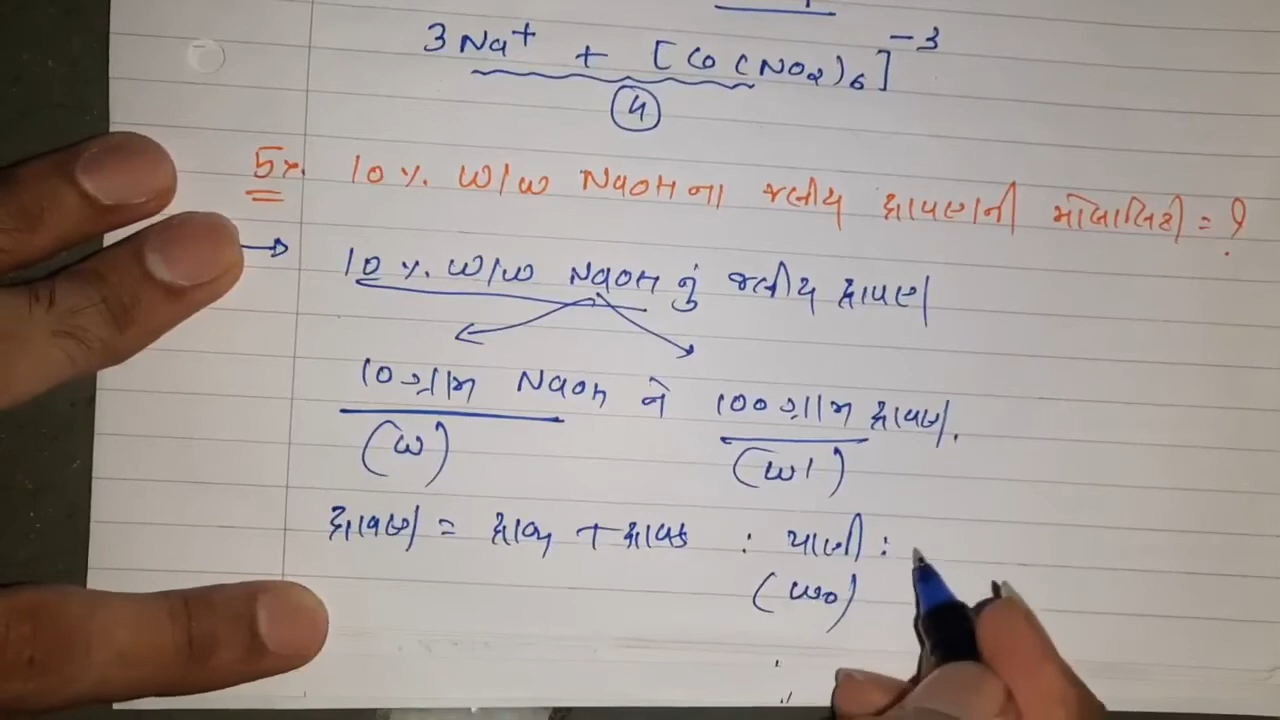 3Na⁺ + [Co(NO₂)₆]⁻³
4
5×. 10 %. W/W NaOH ના જલીય દ્રાવણની મોલાલિટી = ?
→ 10 %. W/W NaOH નું જલીય દ્રાવણ
10 ગ્રામ NaOH ને 100 ગ્રામ દ્રાવણ.
(W) (W1)
દ્રાવણ = દ્રાવ્ય + દ્રાવક : પાણી :
(W₀)